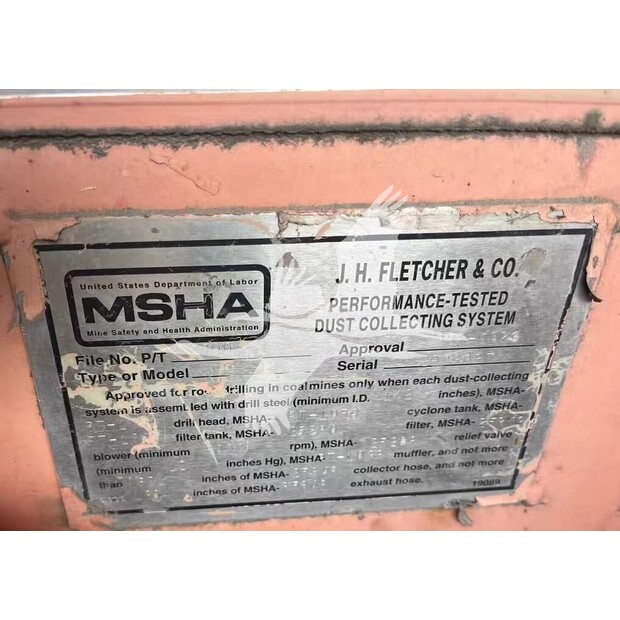 United States Department of Labor
MSHA
Mine Safety and Health Administration
J. H. FLETCHER & CO.
PERFORMANCE-TESTED
DUST COLLECTING SYSTEM
File No. P/T
Approval
Type or Model
Serial
Approved for roof drilling in coal mines only when each dust-collecting
system is assembled with drill steel (minimum I.D. inches), MSHA-
drill head, MSHA- cyclone tank, MSHA-
filter tank, MSHA- filter, MSHA-
blower (minimum rpm), MSHA- relief valve
(minimum inches Hg), MSHA- muffler, and not more
than inches of MSHA- collector hose, and not more
inches of MSHA- exhaust hose.
19089